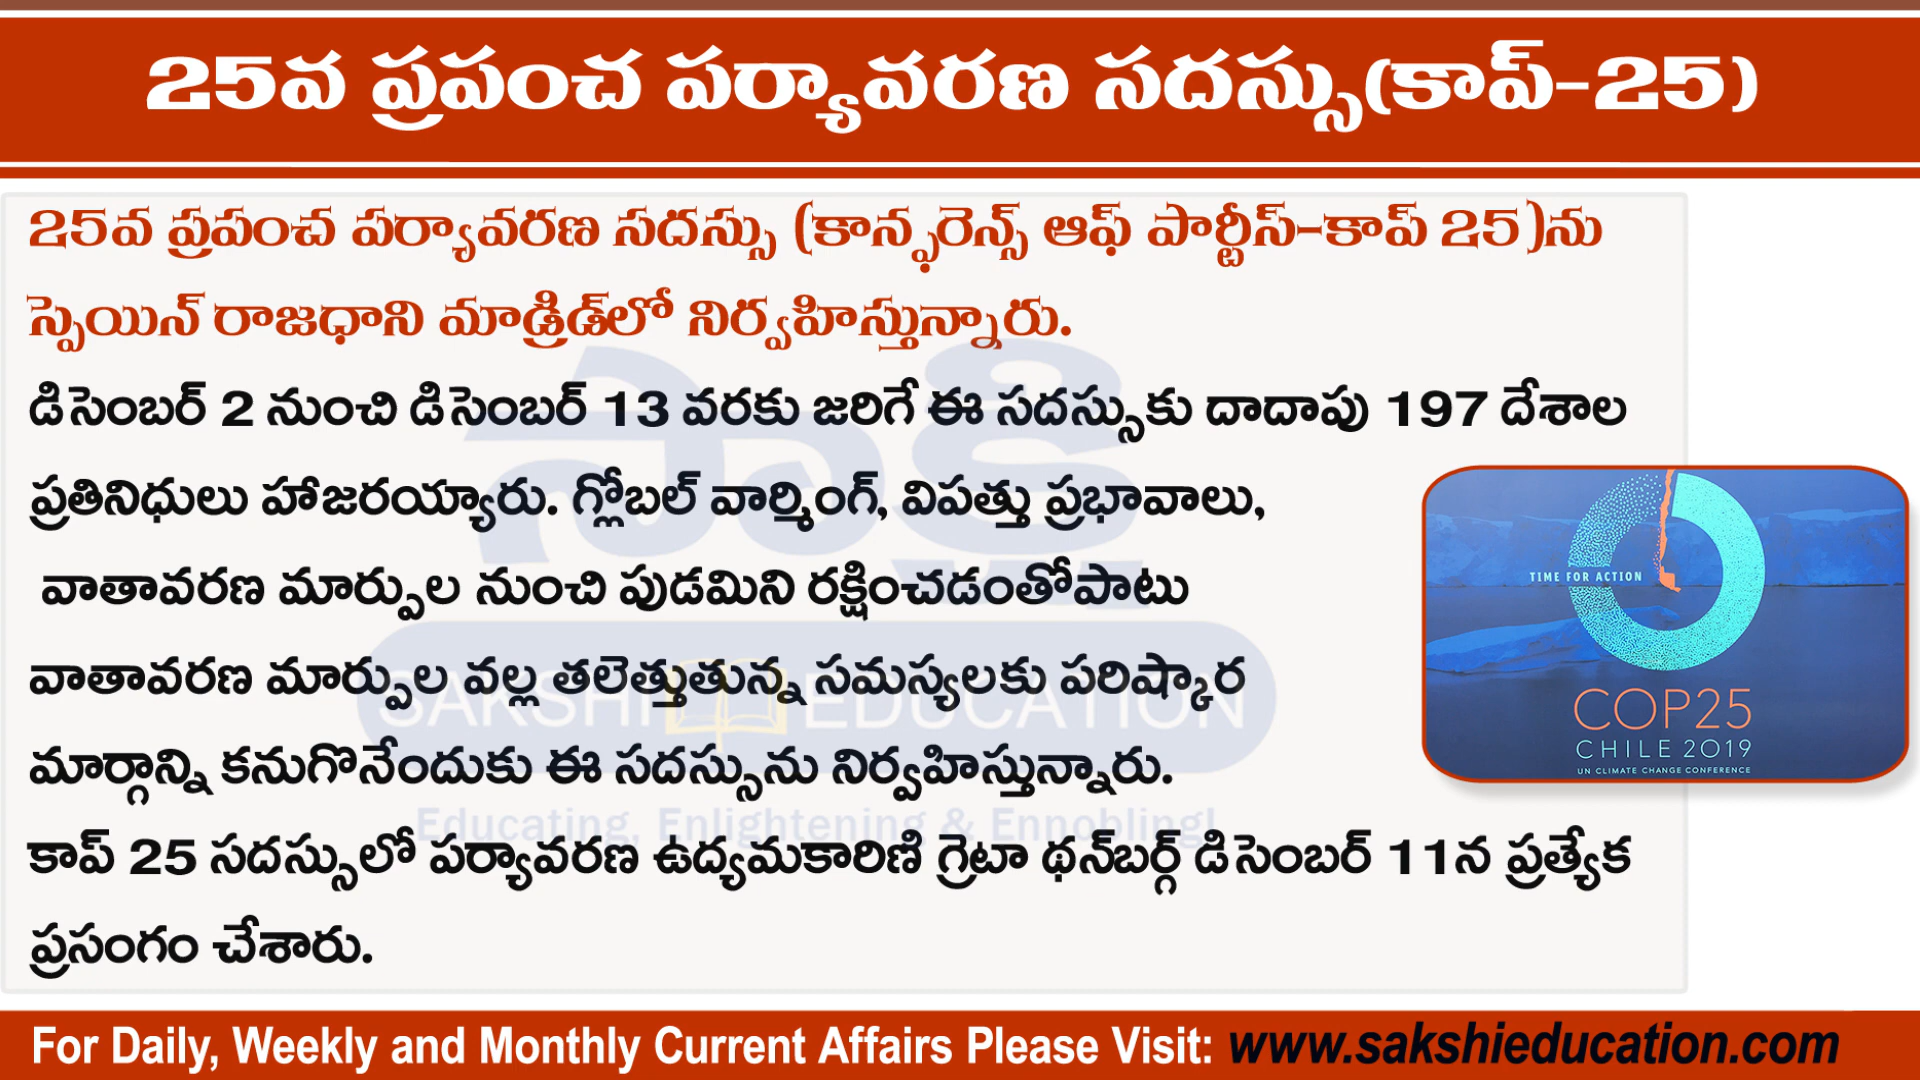 25వ ప్రపంచ పర్యావరణ సదస్సు(కాప్-25)
25వ ప్రపంచ పర్యావరణ సదస్సు (కాన్ఫరెన్స్ ఆఫ్ పార్టీస్-కాప్ 25)ను
స్పెయిన్ రాజధాని మాడ్రిడ్‌లో నిర్వహిస్తున్నారు.
డిసెంబర్ 2 నుంచి డిసెంబర్ 13 వరకు జరిగే ఈ సదస్సుకు దాదాపు 197 దేశాల
ప్రతినిధులు హాజరయ్యారు. గ్లోబల్ వార్మింగ్, విపత్తు ప్రభావాలు,
వాతావరణ మార్పుల నుంచి పుడమిని రక్షించడంతోపాటు
వాతావరణ మార్పుల వల్ల తలెత్తుతున్న సమస్యలకు పరిష్కార
మార్గాన్ని కనుగొనేందుకు ఈ సదస్సును నిర్వహిస్తున్నారు.
కాప్ 25 సదస్సులో పర్యావరణ ఉద్యమకారిణి గ్రెటా థన్‌బర్గ్ డిసెంబర్ 11న ప్రత్యేక
ప్రసంగం చేశారు.
TIME FOR ACTION
COP25
CHILE 2019
UN CLIMATE CHANGE CONFERENCE
సాక్షి
SAKSHI EDUCATION
Educating, Enlightening & Ennobling!
For Daily, Weekly and Monthly Current Affairs Please Visit: www.sakshieducation.com